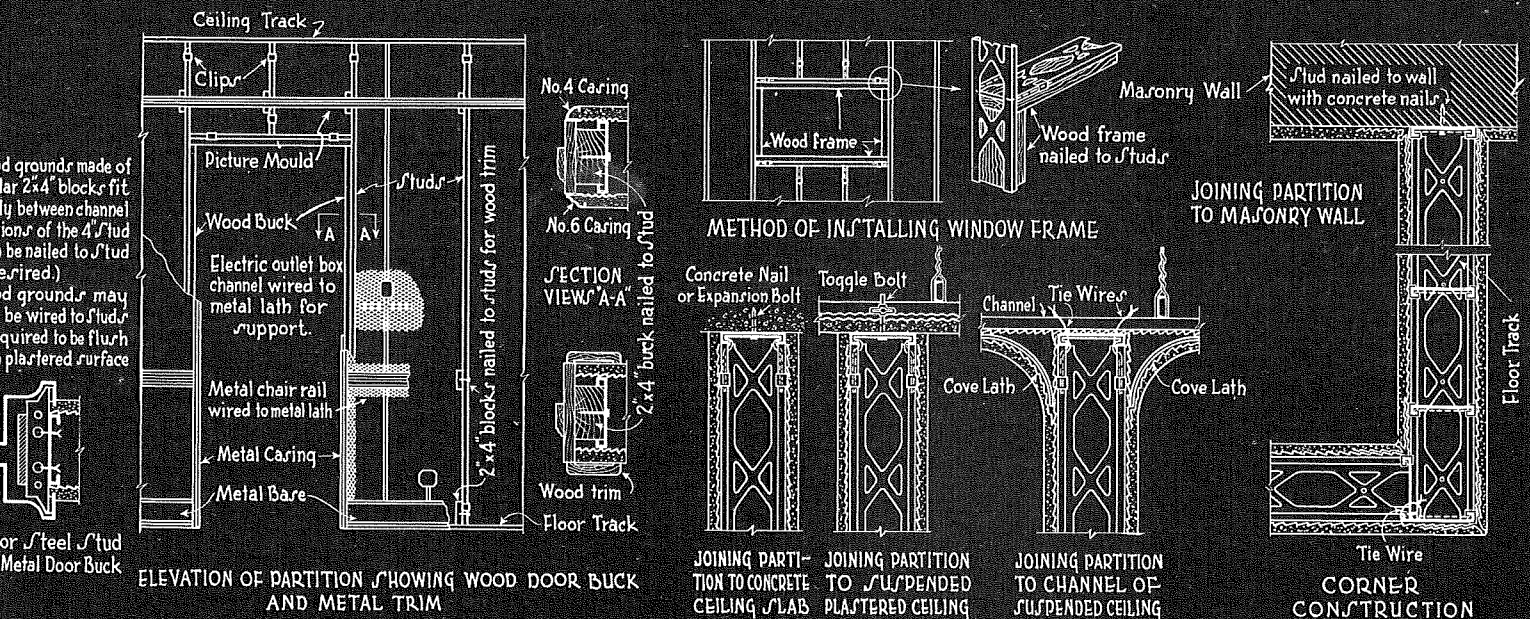 Ceiling Track
Clips
Picture Mould
Studs
Wood Buck
A A
Electric outlet box
channel wired to
metal lath for
support.
Metal chair rail
wired to metal lath
Metal Casing
Metal Base
Floor Track
2"x4" blocks nailed to studs for wood trim
grounds made of
2"x4" blocks fit
between channel
of the 4" Stud
be nailed to Stud
grounds may
be wired to Studs
to be flush
plastered surface
Steel Stud
Metal Door Buck
ELEVATION OF PARTITION SHOWING WOOD DOOR BUCK
AND METAL TRIM
No. 4 Casing
No. 6 Casing
SECTION
VIEWS "A-A"
2"x4" buck nailed to Stud
Wood trim
Wood Frame
Wood frame
nailed to Studs
METHOD OF INSTALLING WINDOW FRAME
Concrete Nail
or Expansion Bolt
JOINING PARTI-
TION TO CONCRETE
CEILING SLAB
Toggle Bolt
JOINING PARTITION
TO SUSPENDED
PLASTERED CEILING
Channel
Tie Wires
Cove Lath
Cove Lath
JOINING PARTITION
TO CHANNEL OF
SUSPENDED CEILING
Masonry Wall
Stud nailed to wall
with concrete nails
JOINING PARTITION
TO MASONRY WALL
Floor Track
Tie Wire
CORNER
CONSTRUCTION